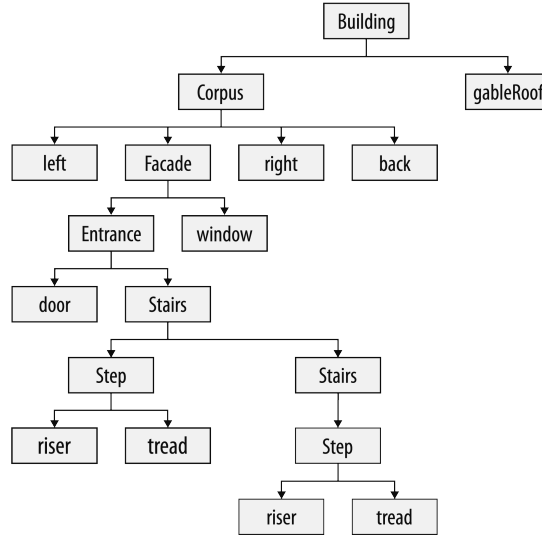 Building
Corpus
gableRoof
left
Facade
right
back
Entrance
window
door
Stairs
Step
Stairs
riser
tread
Step
riser
tread